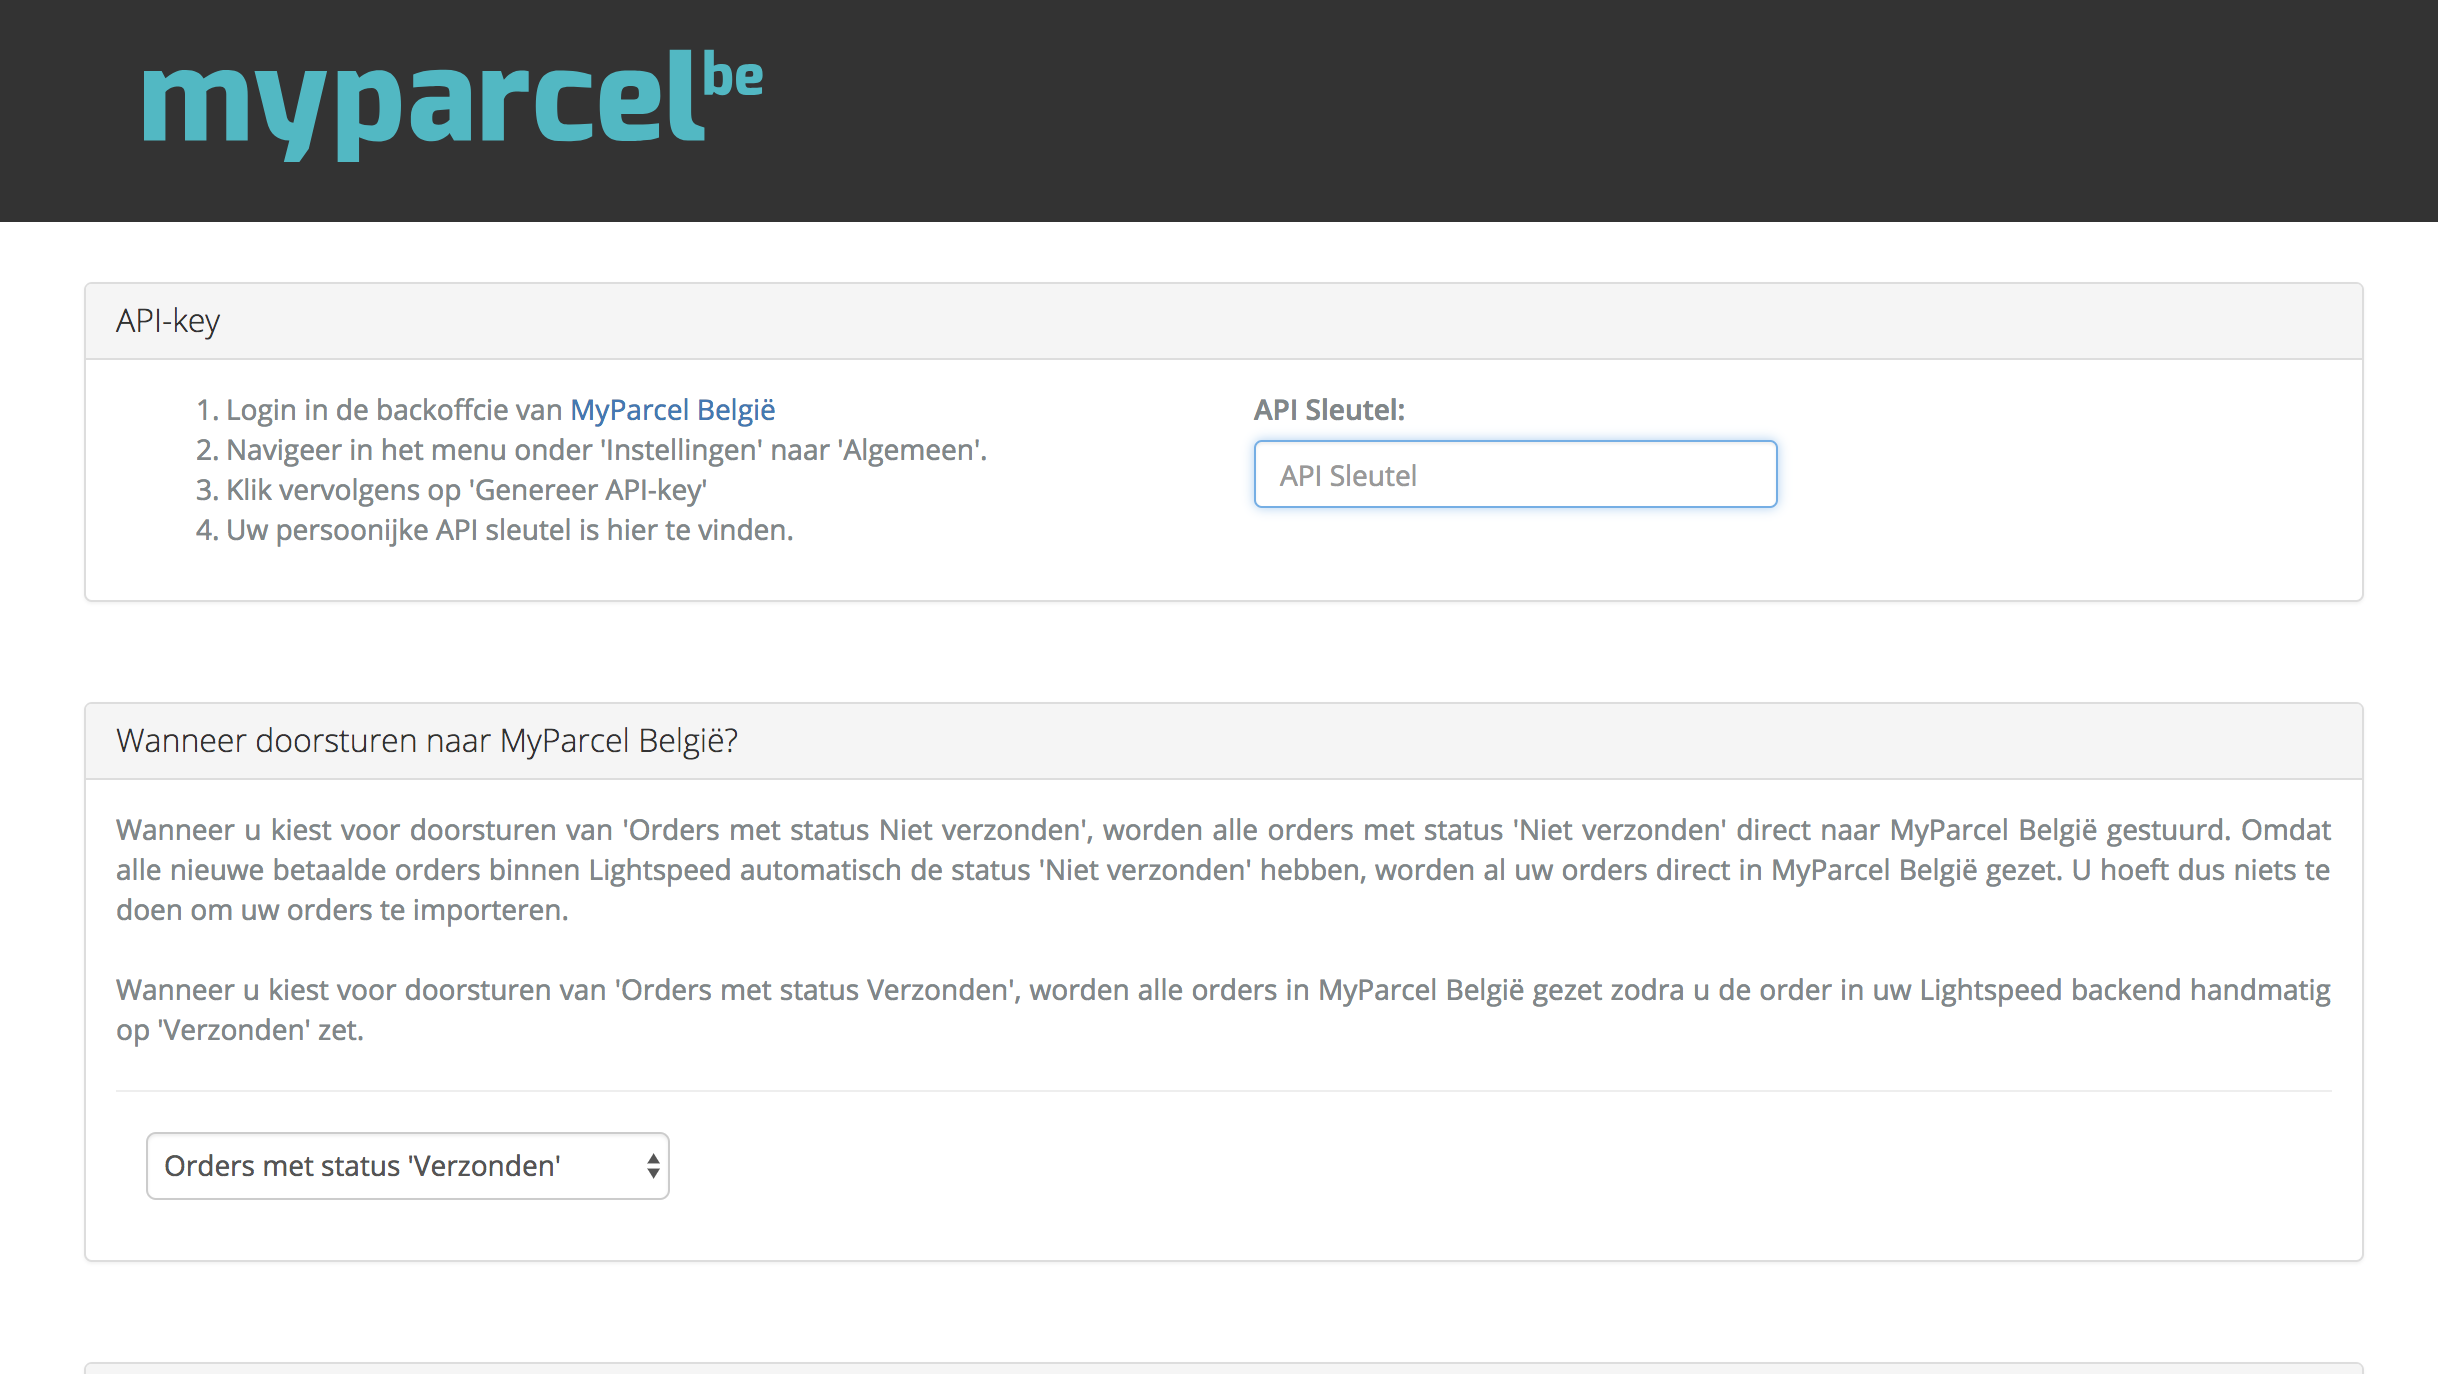 myparcel be
API-key
1. Login in de backoffcie van MyParcel België
2. Navigeer in het menu onder 'Instellingen' naar 'Algemeen'.
3. Klik vervolgens op 'Genereer API-key'
4. Uw persoonijke API sleutel is hier te vinden.
API Sleutel:
API Sleutel
Wanneer doorsturen naar MyParcel België?
Wanneer u kiest voor doorsturen van 'Orders met status Niet verzonden', worden alle orders met status 'Niet verzonden' direct naar MyParcel België gestuurd. Omdat
alle nieuwe betaalde orders binnen Lightspeed automatisch de status 'Niet verzonden' hebben, worden al uw orders direct in MyParcel België gezet. U hoeft dus niets te
doen om uw orders te importeren.
Wanneer u kiest voor doorsturen van 'Orders met status Verzonden', worden alle orders in MyParcel België gezet zodra u de order in uw Lightspeed backend handmatig
op 'Verzonden' zet.
Orders met status 'Verzonden'